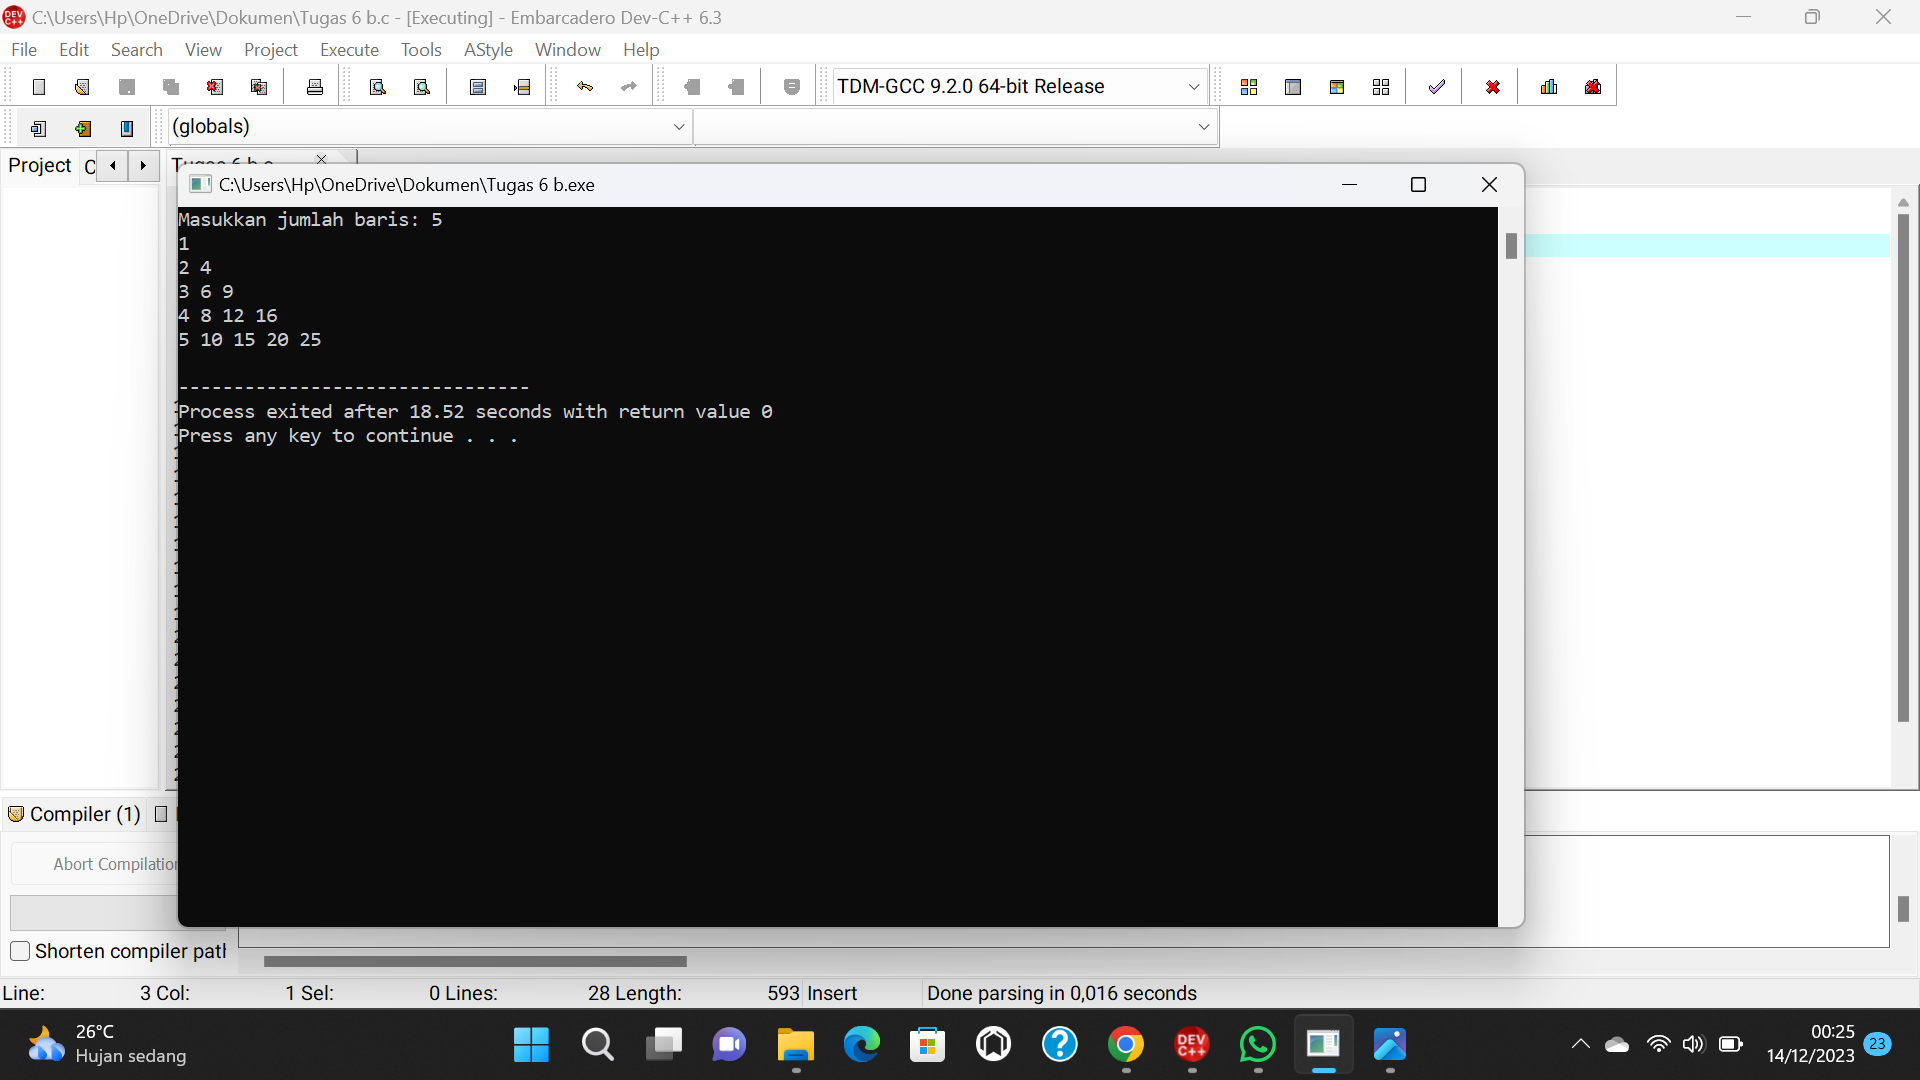 C:\Users\Hp\OneDrive\Dokumen\Tugas 6 b.c - [Executing] - Embarcadero Dev-C++ 6.3
File Edit Search View Project Execute Tools AStyle Window Help
TDM-GCC 9.2.0 64-bit Release
(globals)
Project
C:\Users\Hp\OneDrive\Dokumen\Tugas 6 b.exe
Masukkan jumlah baris: 5
1
2 4
3 6 9
4 8 12 16
5 10 15 20 25
--------------------------------
Process exited after 18.52 seconds with return value 0
Press any key to continue . . .
Compiler (1)
Abort Compilation
Shorten compiler path
Line: 3 Col: 1 Sel: 0 Lines: 28 Length: 593 Insert Done parsing in 0,016 seconds
26°C
Hujan sedang
DEV C++
00:25
14/12/2023
23